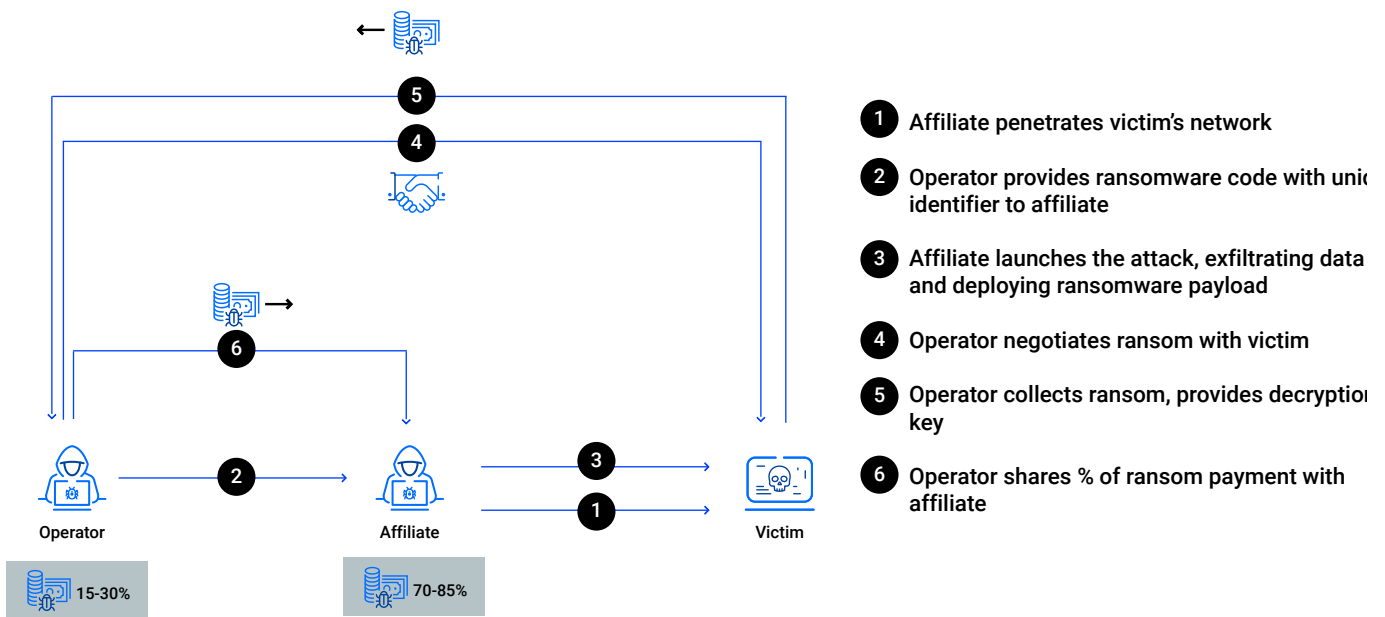 5
4
6
2
3
1
Operator
Affiliate
Victim
15-30%
70-85%
1 Affiliate penetrates victim’s network
2 Operator provides ransomware code with
identifier to affiliate
3 Affiliate launches the attack, exfiltrating data
and deploying ransomware payload
4 Operator negotiates ransom with victim
5 Operator collects ransom, provides
key
6 Operator shares % of ransom payment with
affiliate